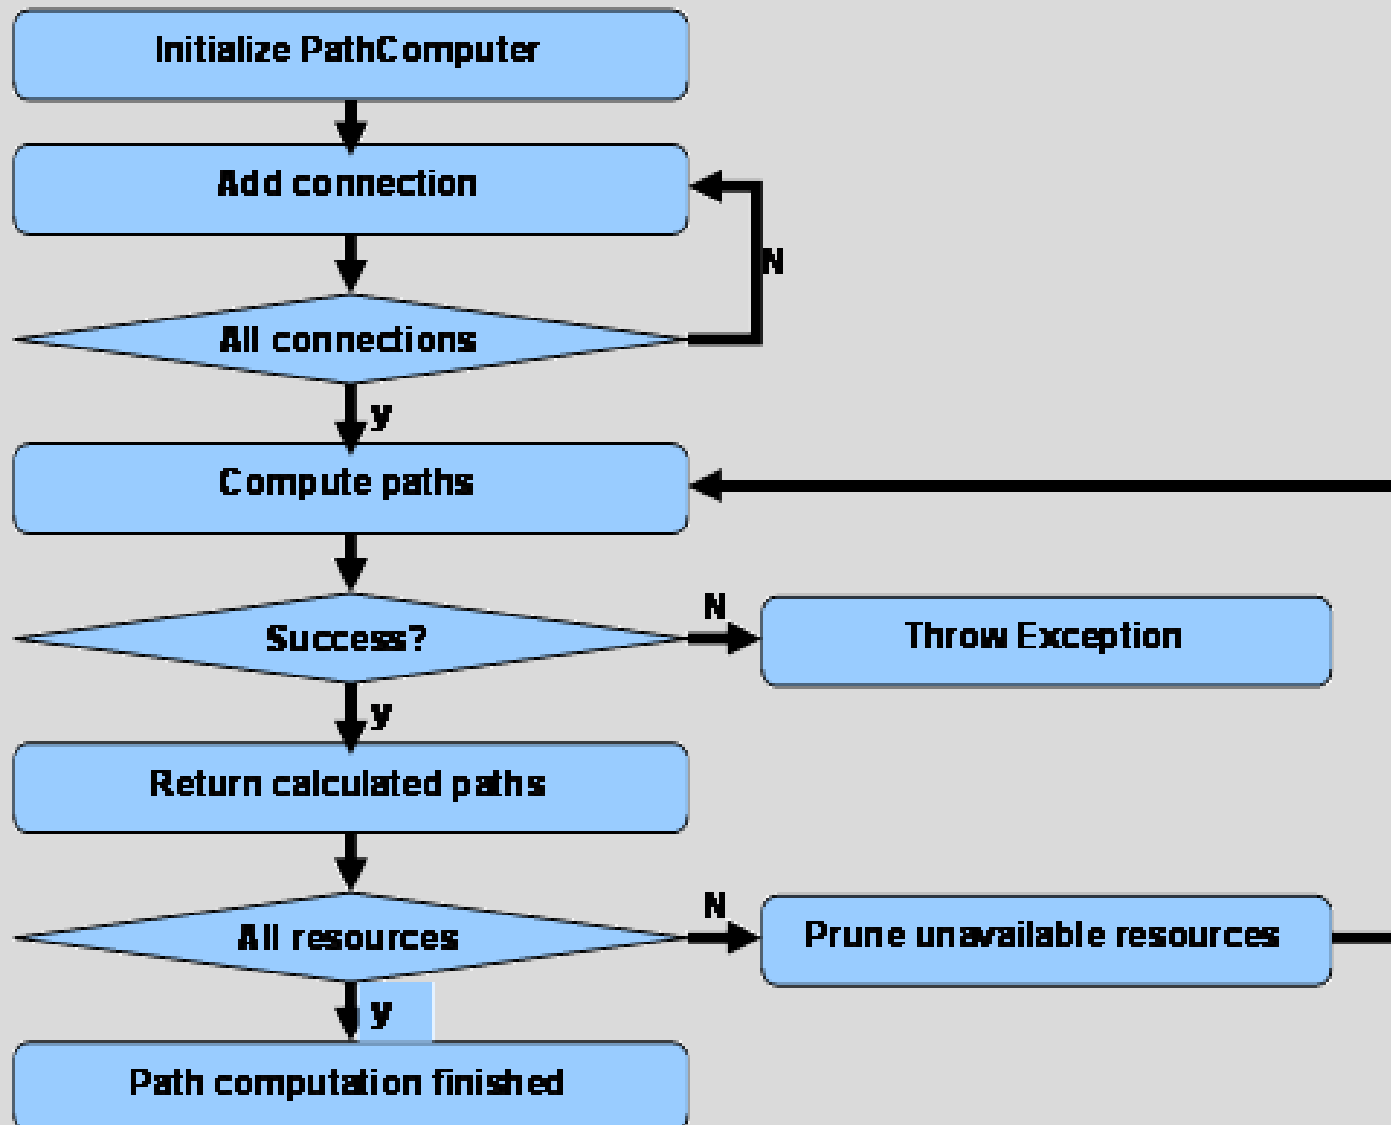 Initialize PathComputer
Add connection
N
All connections
y
Compute paths
N
Success?
Throw Exception
y
Return calculated paths
N
All resources
Prune unavailable resources
y
Path computation finished